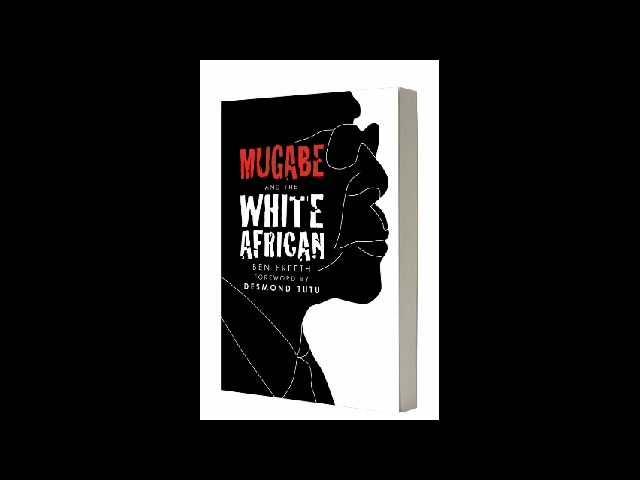 MUGABE
AND THE
WHITE
AFRICAN
BEN FREETH
FOREWORD BY
DESMOND TUTU